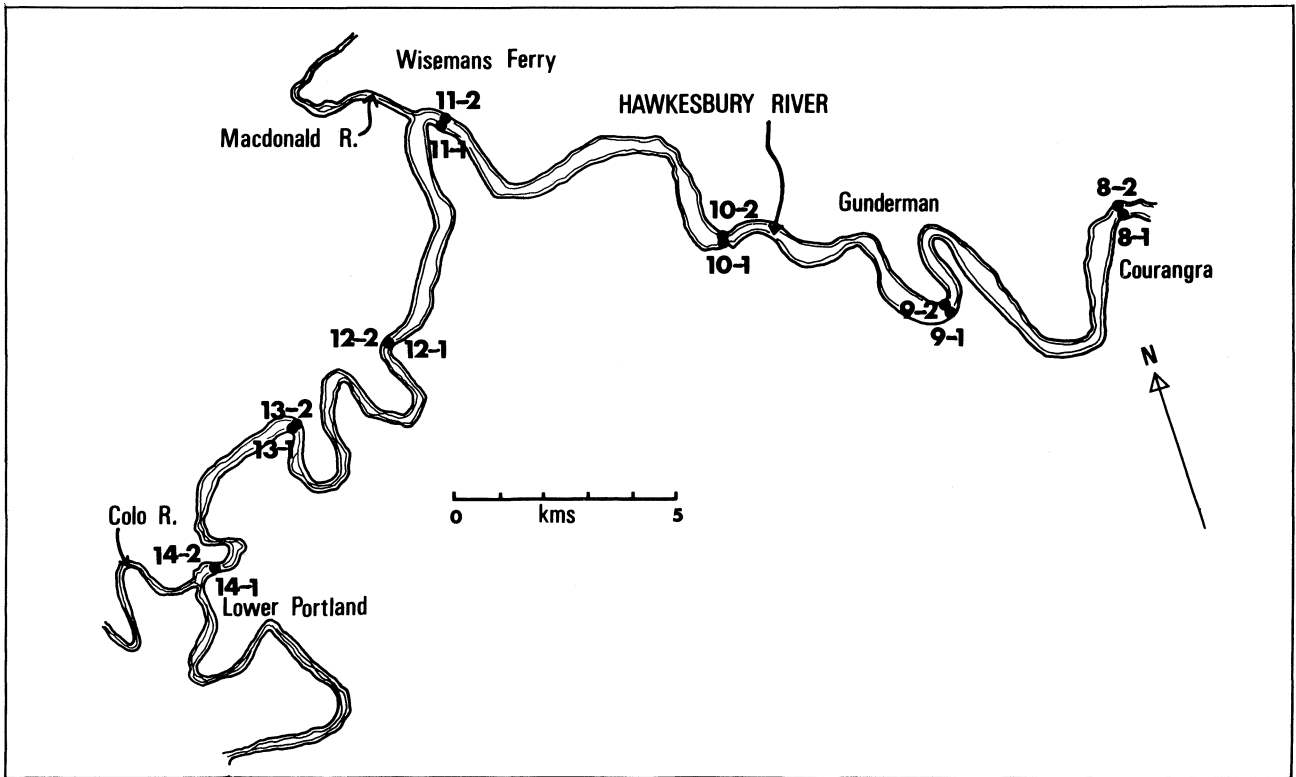 Wisemans Ferry
11-2
HAWKESBURY RIVER
Macdonald R.
11-1
8-2
10-2
Gunderman
8-1
10-1
Courangra
9-2
9-1
12-2
12-1
N
13-2
13-1
0 kms 5
Colo R.
14-2
14-1
Lower Portland